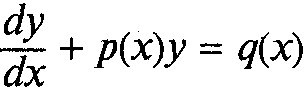 dy/dx + p(x)y = q(x)